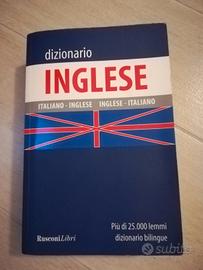 dizionario
INGLESE
ITALIANO - INGLESE INGLESE - ITALIANO
Più di 25.000 lemmi
dizionario bilingue
RusconiLibri
subito